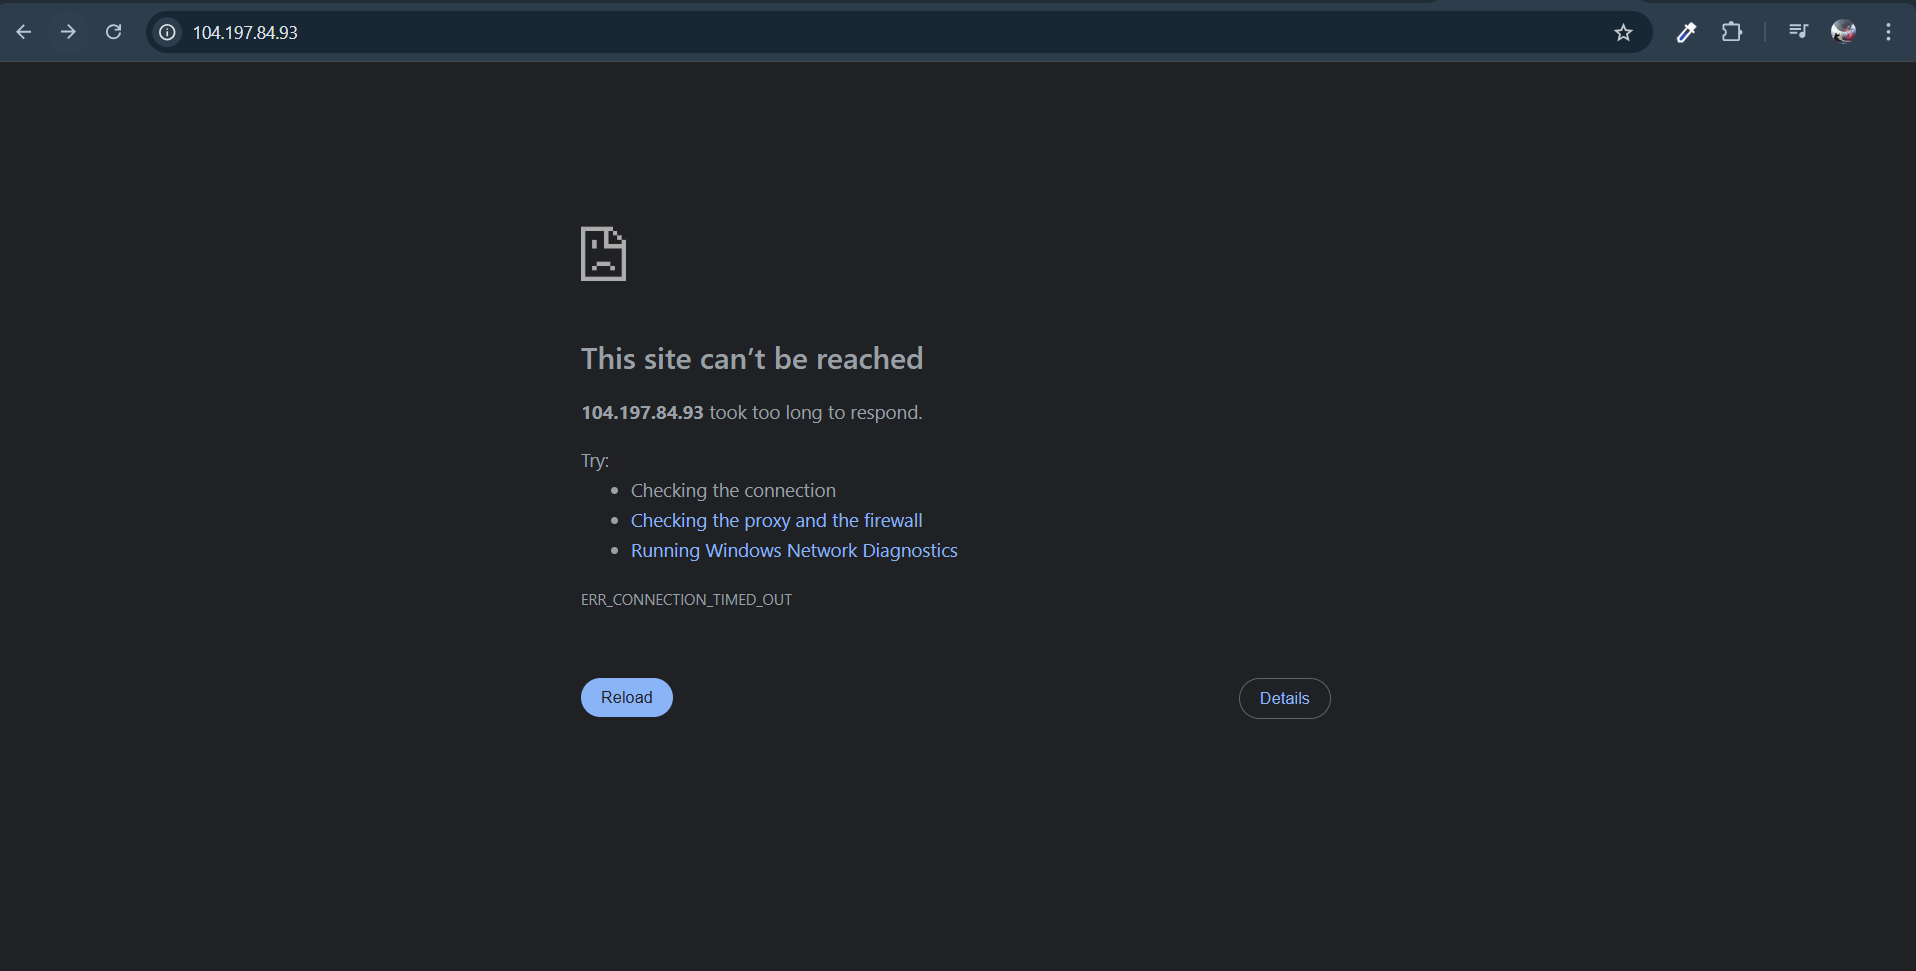 104.197.84.93
This site can’t be reached
104.197.84.93 took too long to respond.
Try:
Checking the connection
Checking the proxy and the firewall
Running Windows Network Diagnostics
ERR_CONNECTION_TIMED_OUT
Reload
Details